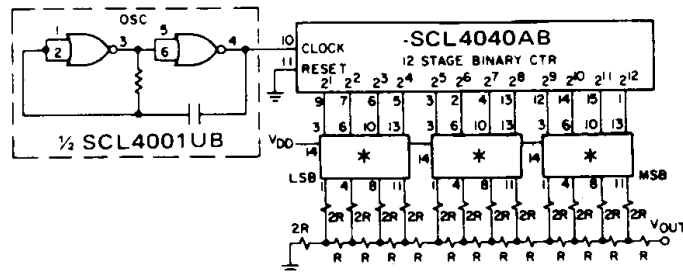 OSC
1
2
3
5
6
4
½ SCL4001UB
10 CLOCK -SCL4040AB
11 RESET 12 STAGE BINARY CTR
2¹ 2² 2³ 2⁴ 2⁵ 2⁶ 2⁷ 2⁸ 2⁹ 2¹⁰ 2¹¹ 2¹²
9 7 6 5 3 2 4 13 12 14 15 1
3 6 10 13 3 6 10 13 3 6 10 13
VDD 14 * 14 * 14 *
LSB 1 4 8 11 1 4 8 11 1 4 8 11 MSB
2R 2R 2R 2R 2R 2R 2R 2R 2R 2R 2R 2R
2R VOUT
R R R R R R R R R R R R